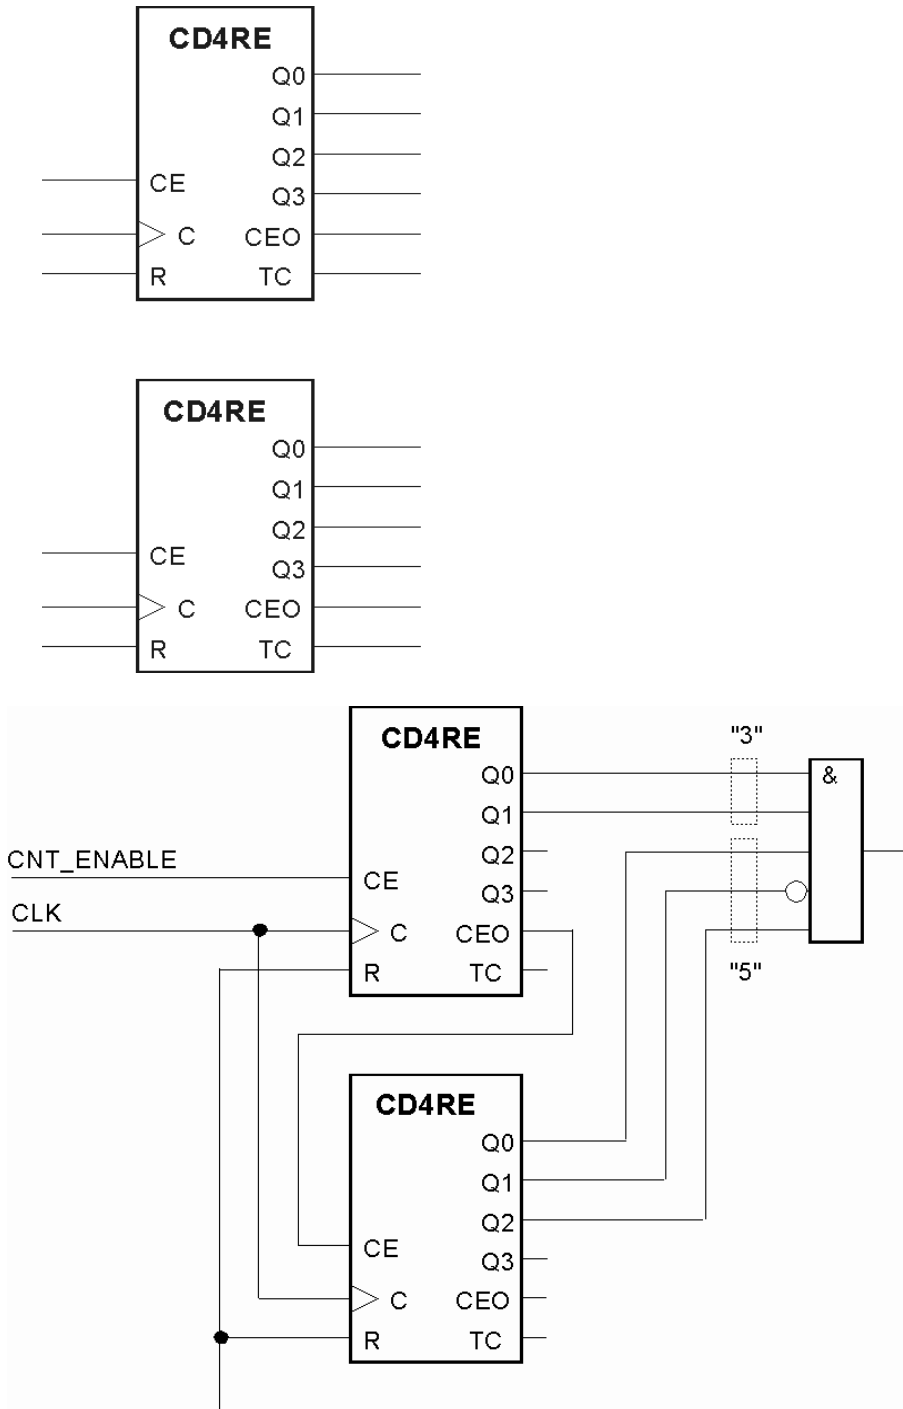 CD4RE
Q0
Q1
Q2
CE
Q3
C CEO
R TC
CD4RE
Q0
Q1
Q2
CE
Q3
C CEO
R TC
CD4RE
"3"
Q0
&
Q1
Q2
CNT_ENABLE
CE
Q3
CLK
C CEO
R TC
"5"
CD4RE
Q0
Q1
Q2
CE
Q3
C CEO
R TC